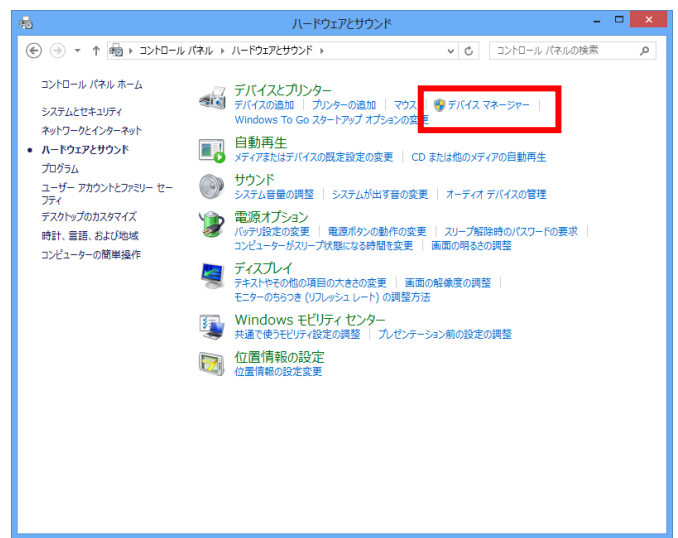 ハードウェアとサウンド
コントロール パネル ハードウェアとサウンド
コントロール パネルの検索
コントロール パネル ホーム
システムとセキュリティ
ネットワークとインターネット
ハードウェアとサウンド
プログラム
ユーザー アカウントとファミリー セー
フティ
デスクトップのカスタマイズ
時計、言語、および地域
コンピューターの簡単操作
デバイスとプリンター
デバイスの追加 プリンターの追加 マウス デバイス マネージャー
Windows To Go スタートアップ オプションの変更
自動再生
メディアまたはデバイスの既定設定の変更 CD または他のメディアの自動再生
サウンド
システム音量の調整 システムが出す音の変更 オーディオ デバイスの管理
電源オプション
バッテリ設定の変更 電源ボタンの動作の変更 スリープ解除時のパスワードの要求
コンピューターがスリープ状態になる時間を変更 画面の明るさの調整
ディスプレイ
テキストやその他の項目の大きさの変更 画面の解像度の調整
モニターのちらつき (リフレッシュ レート) の調整方法
Windows モビリティ センター
共通で使うモビリティ設定の調整 プレゼンテーション前の設定の調整
位置情報の設定
位置情報の設定変更